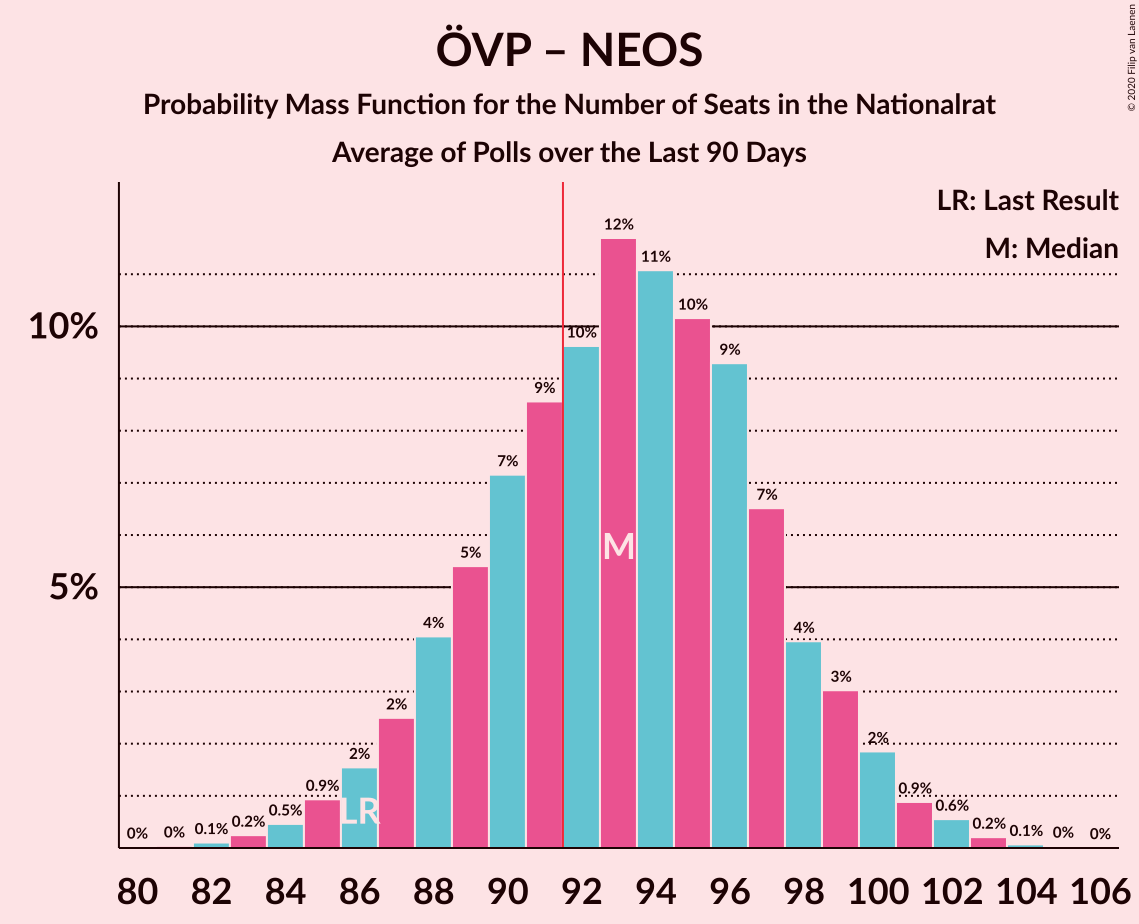 ÖVP – NEOS
Probability Mass Function for the Number of Seats in the Nationalrat
Average of Polls over the Last 90 Days
© 2020 Filip van Laenen
LR: Last Result
M: Median
10%
5%
0% 0% 0.1% 0.2% 0.5% 0.9% 2% 2% 4% 5% 7% 9% 10% 12% 11% 10% 9% 7% 4% 3% 2% 0.9% 0.6% 0.2% 0.1% 0% 0%
M
LR
80 82 84 86 88 90 92 94 96 98 100 102 104 106